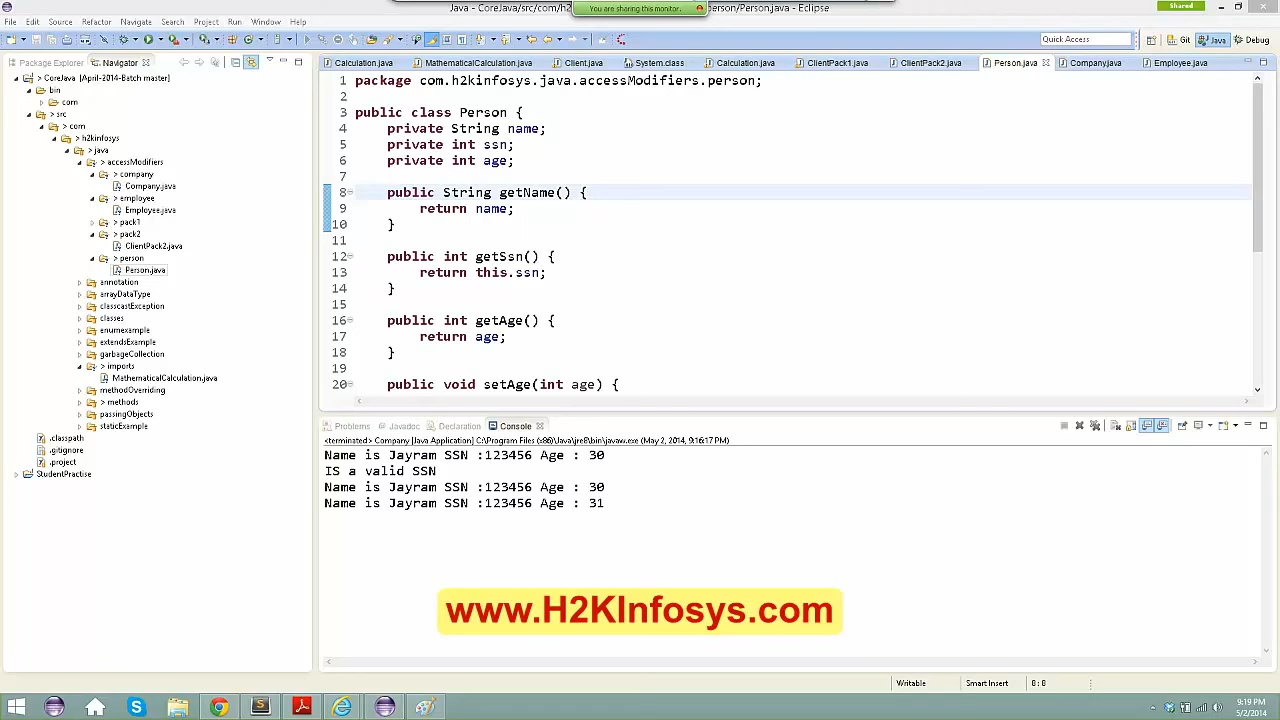 Java - CoreJava/src/com/h2
You are sharing this monitor.
erson/Person.java - Eclipse
Shared
File Edit Source Refactor Navigate Search Project Run Window Help
Quick Access
Git
Java
Debug
Package Explorer
Navigator
CoreJava [April-2014-Batch master]
bin
com
> src
> com
> h2kinfosys
> java
> accessModifiers
> company
Company.java
> employee
Employee.java
> pack1
> pack2
ClientPack2.java
> person
Person.java
annotation
arrayDataType
classcastException
classes
enumexample
extendsExample
garbageCollection
> imports
MathematicalCalculation.java
methodOverriding
> methods
passingObjects
staticExample
.classpath
.gitignore
.project
StudentPractise
Calculation.java
MathematicalCalculation.java
Client.java
System.class
Calculation.java
ClientPack1.java
ClientPack2.java
Person.java
Company.java
Employee.java
1 package com.h2kinfosys.java.accessModifiers.person;
2
3 public class Person {
4 private String name;
5 private int ssn;
6 private int age;
7
8 public String getName() {
9 return name;
10 }
11
12 public int getSsn() {
13 return this.ssn;
14 }
15
16 public int getAge() {
17 return age;
18 }
19
20 public void setAge(int age) {
Problems
Javadoc
Declaration
Console
<terminated> Company [Java Application] C:\Program Files (x86)\Java\jre8\bin\javaw.exe (May 2, 2014, 9:16:17 PM)
Name is Jayram SSN :123456 Age : 30
IS a valid SSN
Name is Jayram SSN :123456 Age : 30
Name is Jayram SSN :123456 Age : 31
www.H2KInfosys.com
Writable
Smart Insert
8 : 8
9:19 PM
5/2/2014